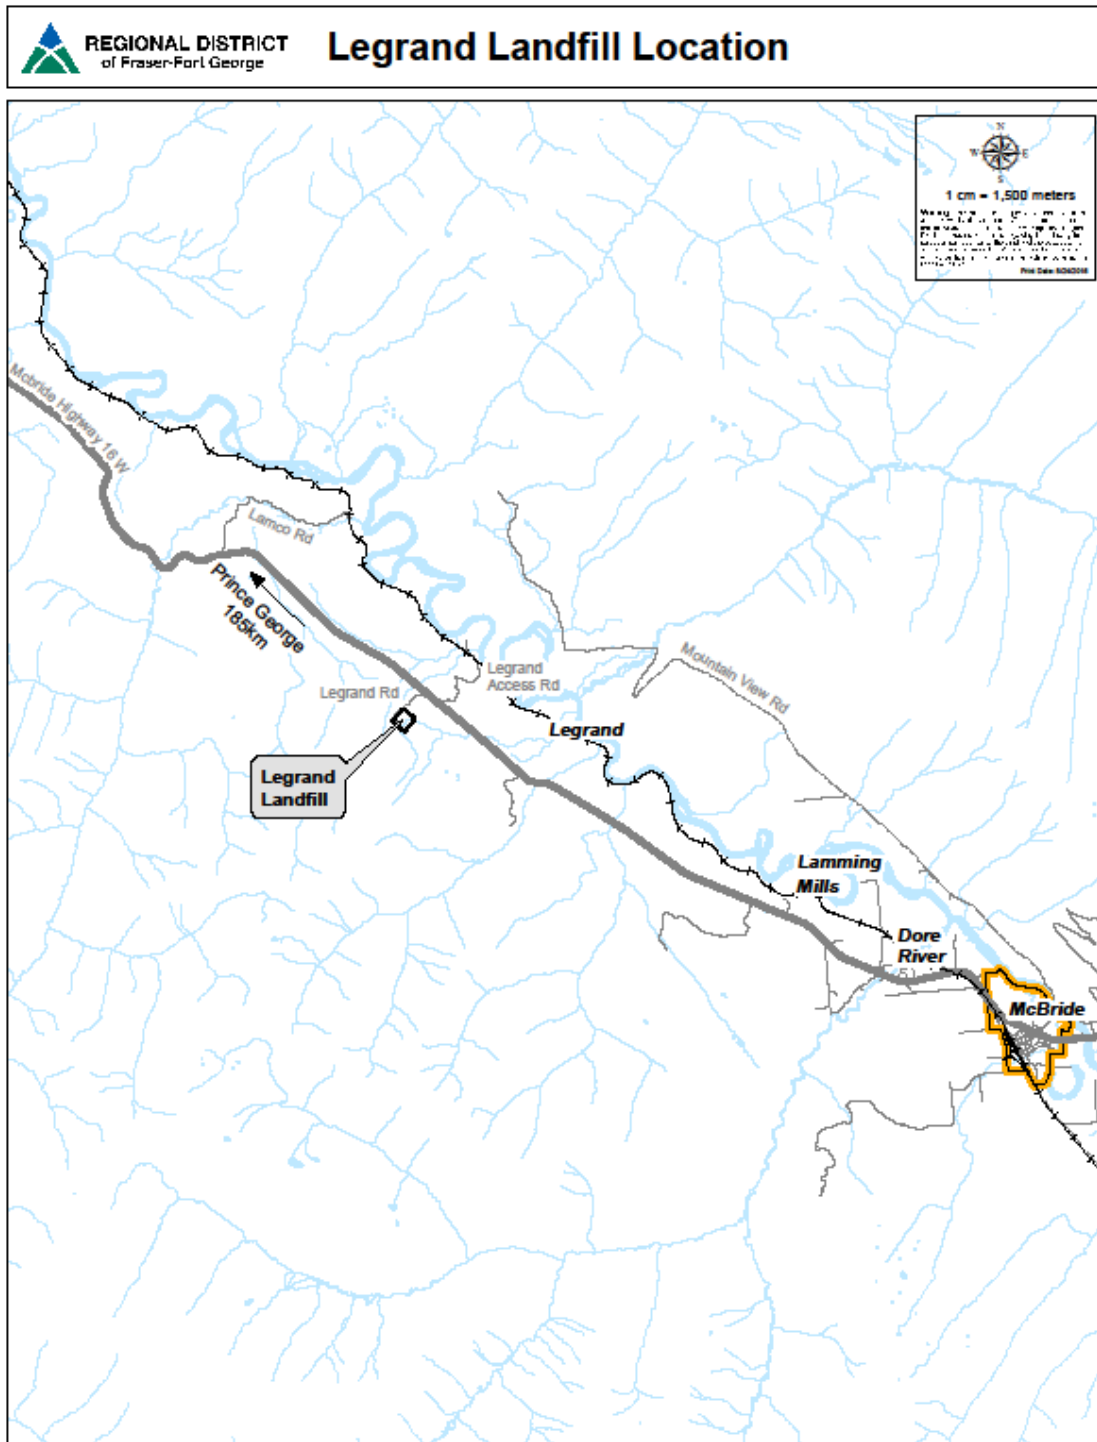 REGIONAL DISTRICT
of Fraser-Fort George
Legrand Landfill Location
N
W E
S
1 cm = 1,500 meters
Print Date:
Mcbride Highway 16 W
Lamco Rd
Prince George
185km
Legrand
Access Rd
Mountain View Rd
Legrand Rd
Legrand
Legrand
Landfill
Lamming
Mills
Dore
River
McBride